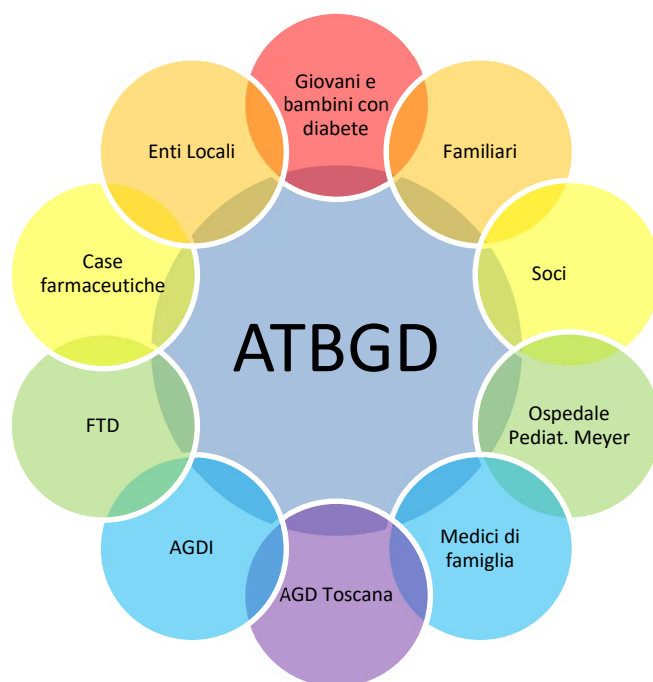 Giovani e
bambini con
diabete
Familiari
Soci
Ospedale
Pediat. Meyer
Medici di
famiglia
AGD Toscana
AGDI
FTD
Case
farmaceutiche
Enti Locali
ATBGD